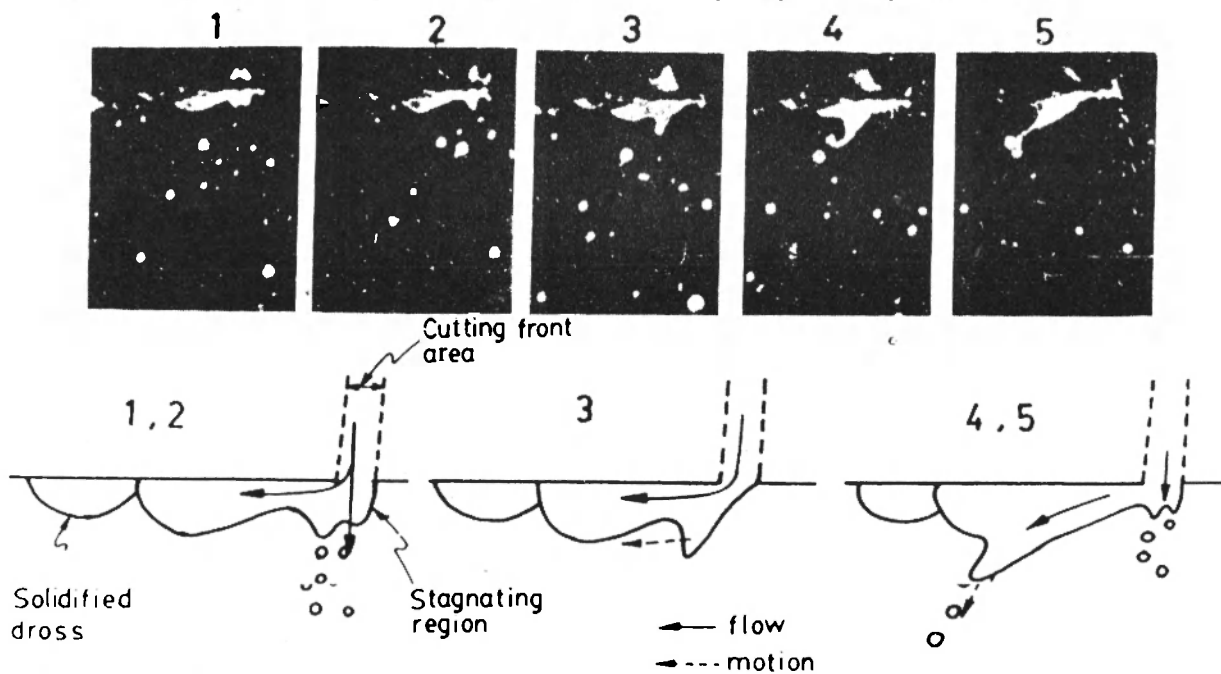 1 2 3 4 5
Cutting front
area
1,2 3 4,5
Solidified
dross
Stagnating
region
flow
motion